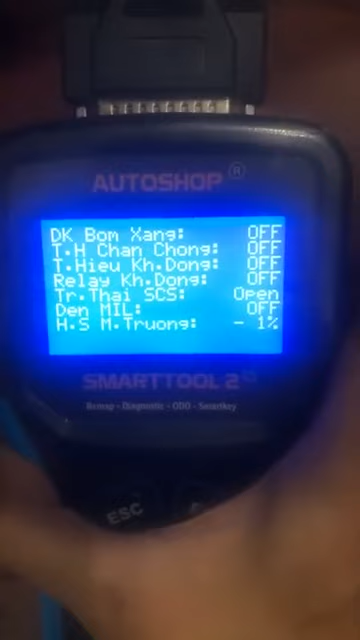 AUTOSHOP ®
DK Bom Xang: OFF
T.H Chan Chong: OFF
T.Hieu Kh.Dong: OFF
Relay Kh.Dong: OFF
Tr.Thai SCS: Open
Den MIL: OFF
H.S M.Truong: - 1%
SMARTTOOL 2
Remap - Diagnostic - ODO - Smartkey
ESC